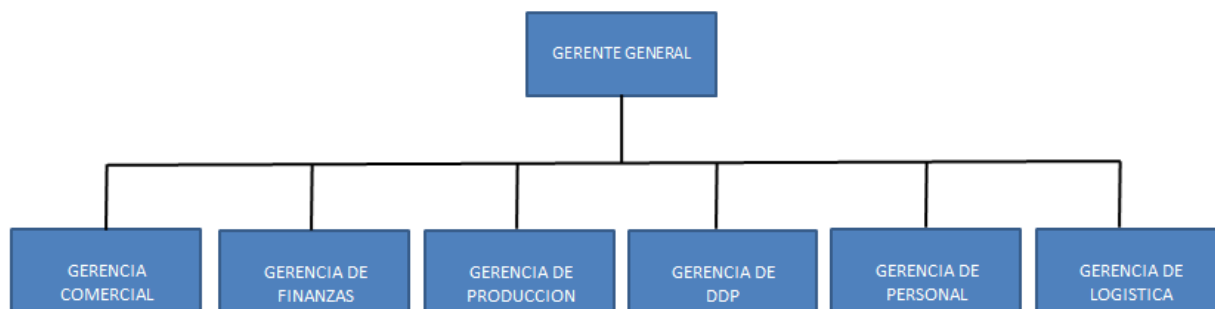 GERENTE GENERAL
GERENCIA
COMERCIAL
GERENCIA DE
FINANZAS
GERENCIA DE
PRODUCCION
GERENCIA DE
DDP
GERENCIA DE
PERSONAL
GERENCIA DE
LOGISTICA